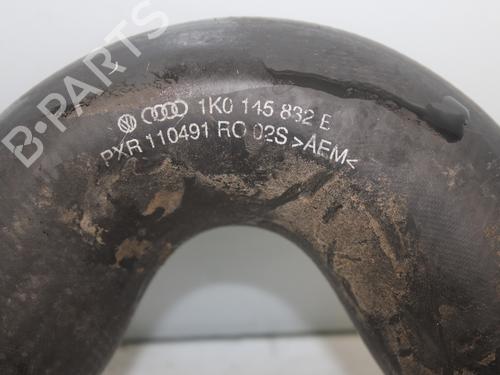 1K0 145 832 E
PXR 110491 RO 02S >AEM<
B-PARTS